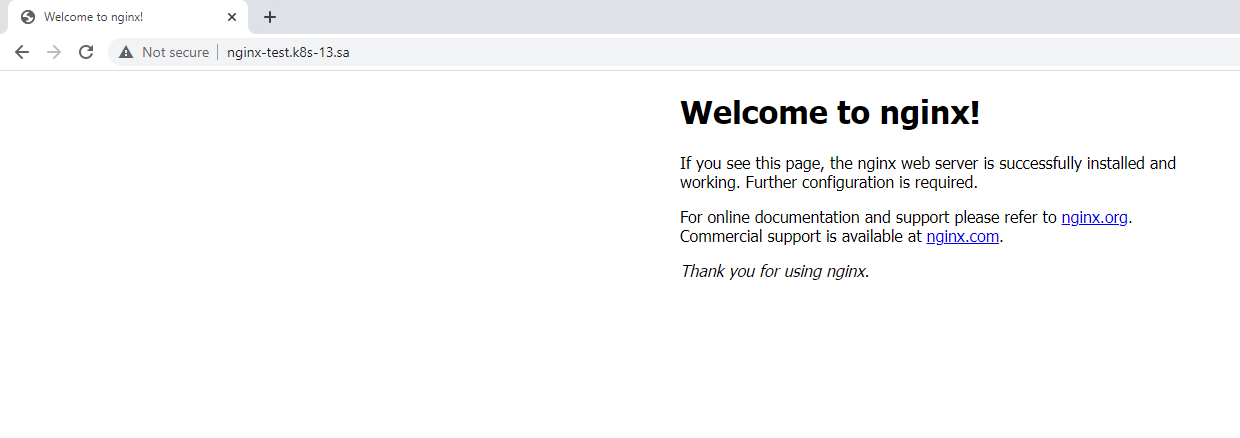 Welcome to nginx!
Not secure nginx-test.k8s-13.sa
Welcome to nginx!
If you see this page, the nginx web server is successfully installed and
working. Further configuration is required.
For online documentation and support please refer to nginx.org.
Commercial support is available at nginx.com.
Thank you for using nginx.